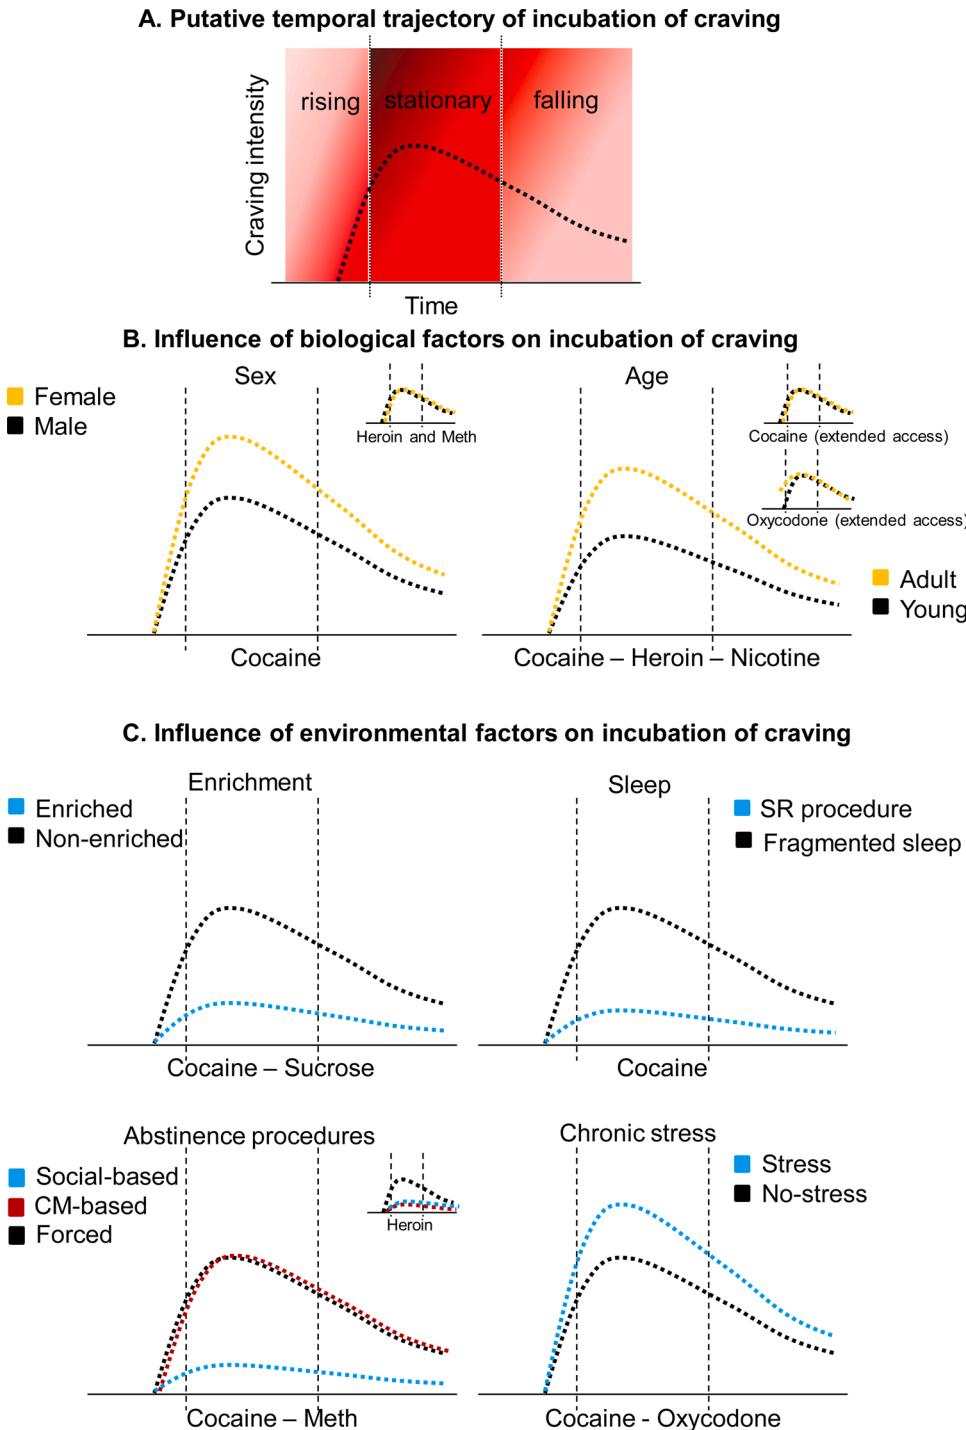 A. Putative temporal trajectory of incubation of craving
rising
stationary
falling
Craving intensity
Time
B. Influence of biological factors on incubation of craving
Sex
Female
Male
Heroin and Meth
Cocaine
Age
Cocaine (extended access)
Oxycodone (extended access)
Adult
Young
Cocaine – Heroin – Nicotine
C. Influence of environmental factors on incubation of craving
Enrichment
Enriched
Non-enriched
Cocaine – Sucrose
Sleep
SR procedure
Fragmented sleep
Cocaine
Abstinence procedures
Social-based
CM-based
Forced
Heroin
Cocaine – Meth
Chronic stress
Stress
No-stress
Cocaine - Oxycodone